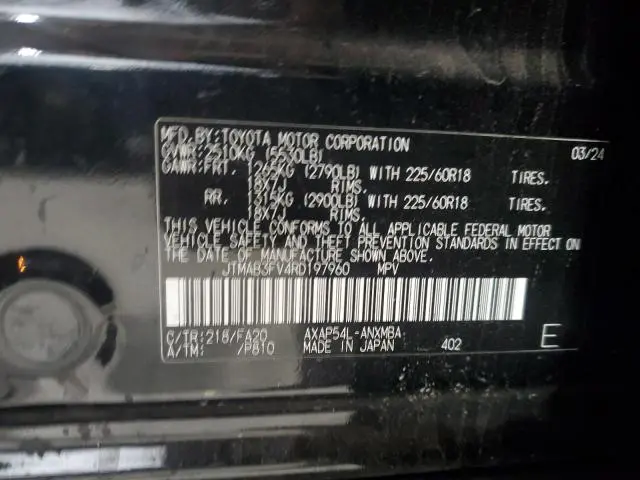 MFD. BY: TOYOTA MOTOR CORPORATION 03/24
GVWR: 2510KG (5530LB)
GAWR: FRT. 1265KG (2790LB) WITH 225/60R18 TIRES.
18X7J RIMS.
RR. 1315KG (2900LB) WITH 225/60R18 TIRES.
18X7J RIMS.
THIS VEHICLE CONFORMS TO ALL APPLICABLE FEDERAL MOTOR
VEHICLE SAFETY AND THEFT PREVENTION STANDARDS IN EFFECT ON
THE DATE OF MANUFACTURE SHOWN ABOVE.
JTMAB3FV4RD197960 MPV
C/TR: 218/FA20 AXAP54L-ANXMBA E
A/TM: /P810 MADE IN JAPAN 402